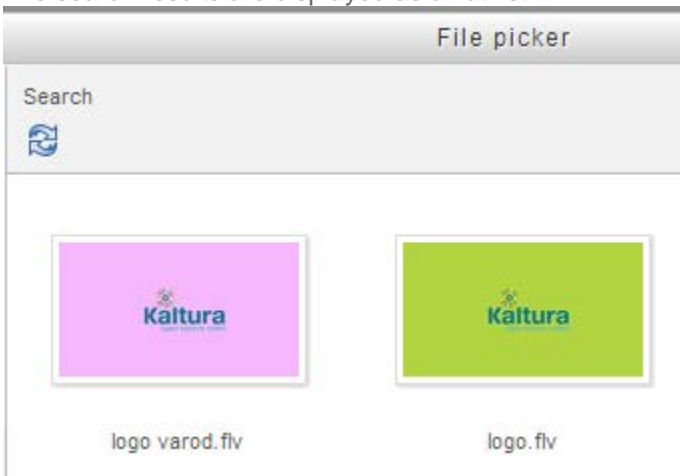 File picker
Search
Kaltura
Kaltura
logo varod.flv
logo.flv